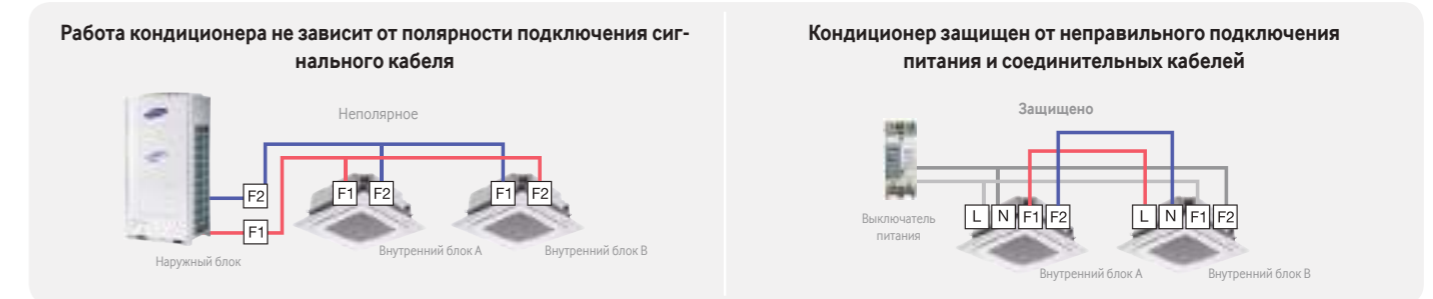 Работа кондиционера не зависит от полярности подключения сиг-
нального кабеля
Неполярное
F2
F1
F1 F2
F1 F2
Наружный блок
Внутренний блок A
Внутренний блок B
Кондиционер защищен от неправильного подключения
питания и соединительных кабелей
Защищено
L N F1 F2
L N F1 F2
Выключатель
питания
Внутренний блок A
Внутренний блок B